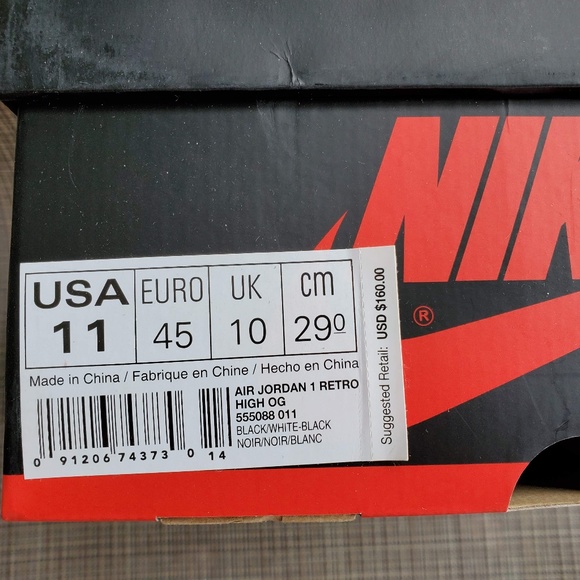 NIK
®
USA EURO UK cm
11 45 10 29⁰
Made in China / Fabrique en Chine / Hecho en China
AIR JORDAN 1 RETRO
HIGH OG
555088 011
BLACK/WHITE-BLACK
NOIR/NOIR/BLANC
0 91206 74373 0 14
Suggested Retail: USD $160.00